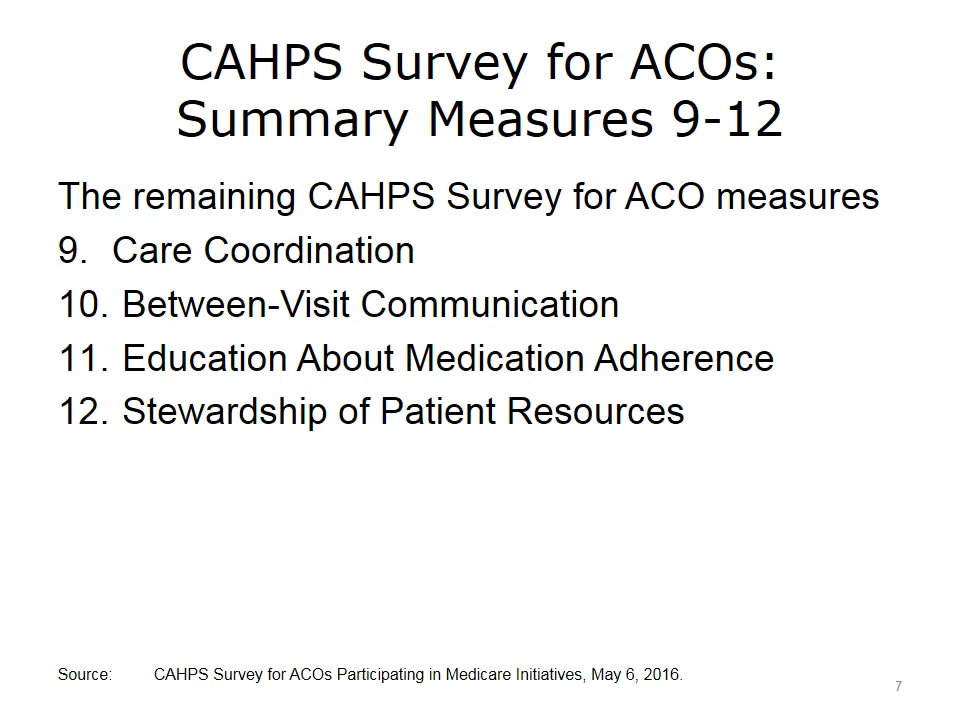 CAHPS Survey for ACOs:
Summary Measures 9-12
The remaining CAHPS Survey for ACO measures
9. Care Coordination
10. Between-Visit Communication
11. Education About Medication Adherence
12. Stewardship of Patient Resources
Source: CAHPS Survey for ACOs Participating in Medicare Initiatives, May 6, 2016.
7